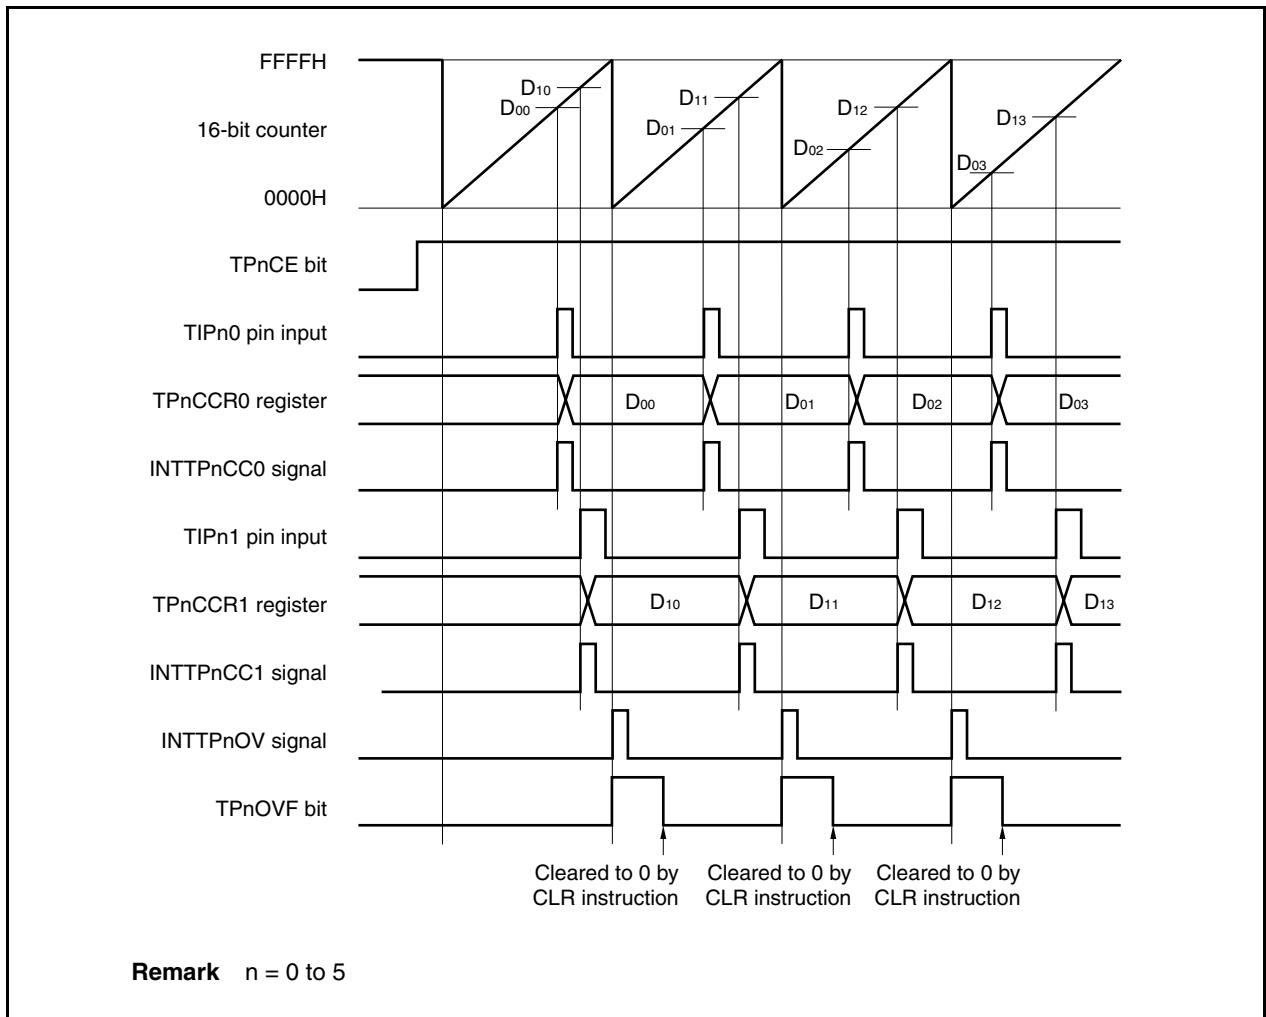 FFFFH
D10
D00
D11
D01
D12
D02
D13
D03
16-bit counter
0000H
TPnCE bit
TIPn0 pin input
TPnCCR0 register
D00
D01
D02
D03
INTTPnCC0 signal
TIPn1 pin input
TPnCCR1 register
D10
D11
D12
D13
INTTPnCC1 signal
INTTPnOV signal
TPnOVF bit
Cleared to 0 by
CLR instruction
Cleared to 0 by
CLR instruction
Cleared to 0 by
CLR instruction
Remark n = 0 to 5